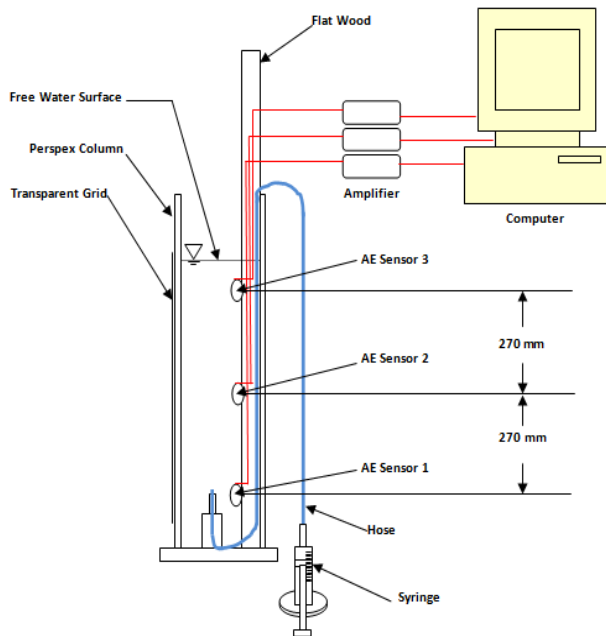 Flat Wood
Free Water Surface
Perspex Column
Transparent Grid
Amplifier
Computer
AE Sensor 3
270 mm
AE Sensor 2
270 mm
AE Sensor 1
Hose
Syringe